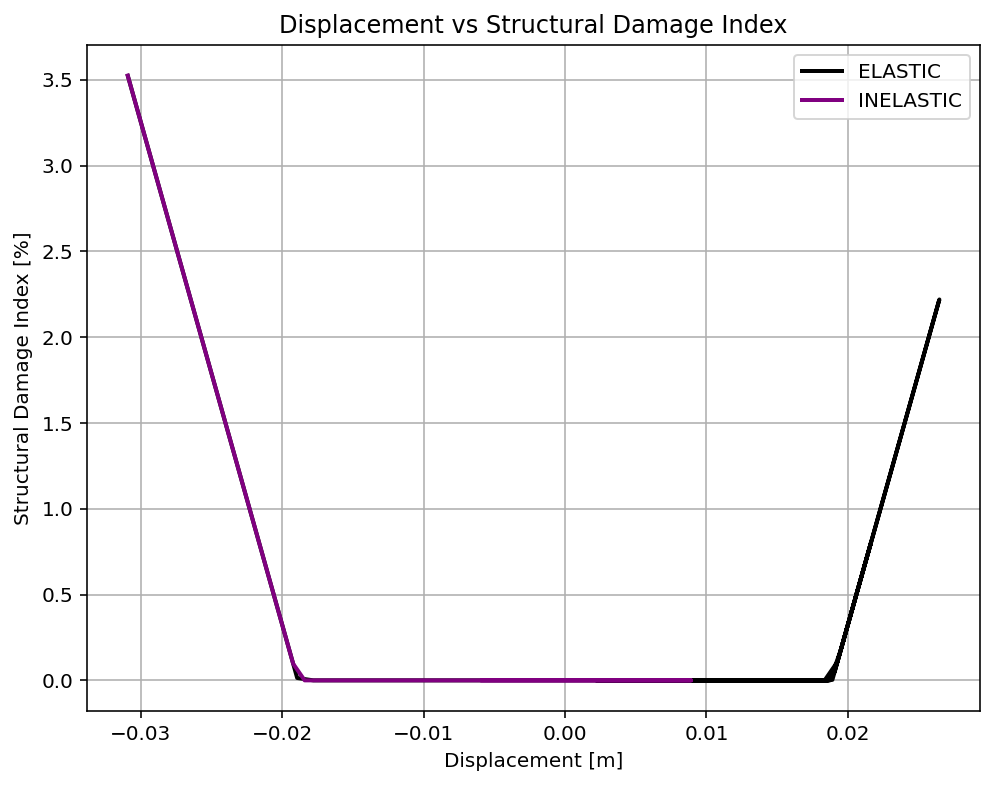 Displacement vs Structural Damage Index
ELASTIC
INELASTIC
Structural Damage Index [%]
3.5
3.0
2.5
2.0
1.5
1.0
0.5
0.0
−0.03
−0.02
−0.01
0.00
0.01
0.02
Displacement [m]